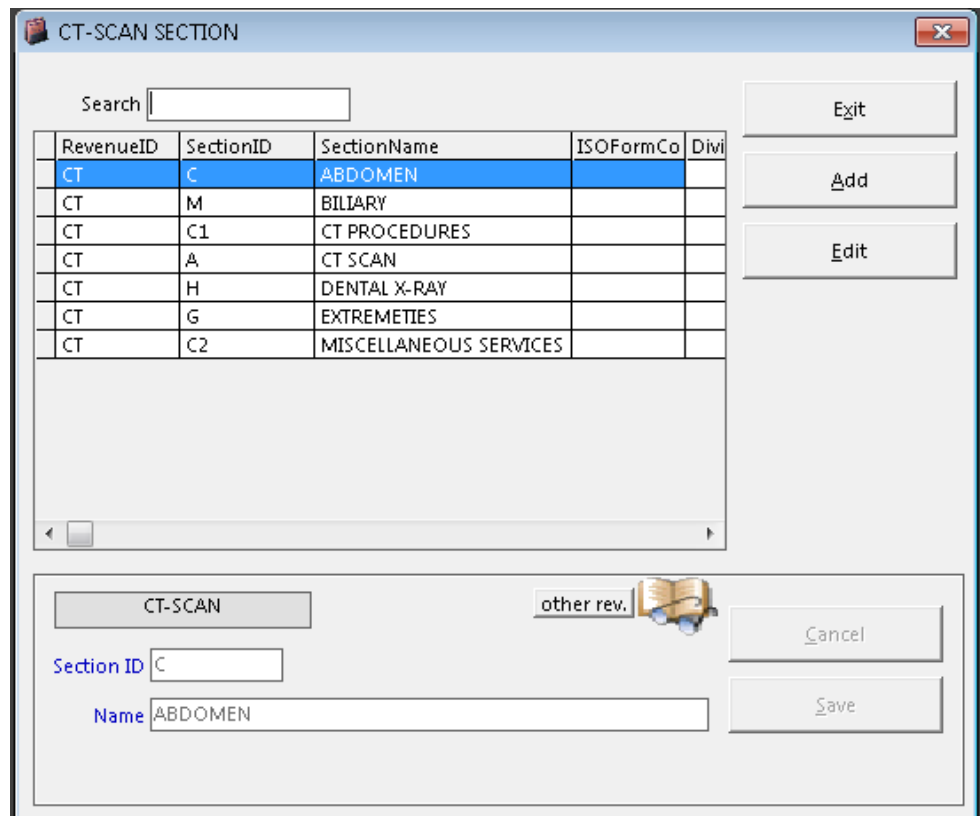 CT-SCAN SECTION
Search
Exit
RevenueID SectionID SectionName ISOFormCo Divi
CT C ABDOMEN
Add
CT M BILIARY
CT C1 CT PROCEDURES
Edit
CT A CT SCAN
CT H DENTAL X-RAY
CT G EXTREMETIES
CT C2 MISCELLANEOUS SERVICES
CT-SCAN
other rev.
Cancel
Section ID C
Name ABDOMEN
Save